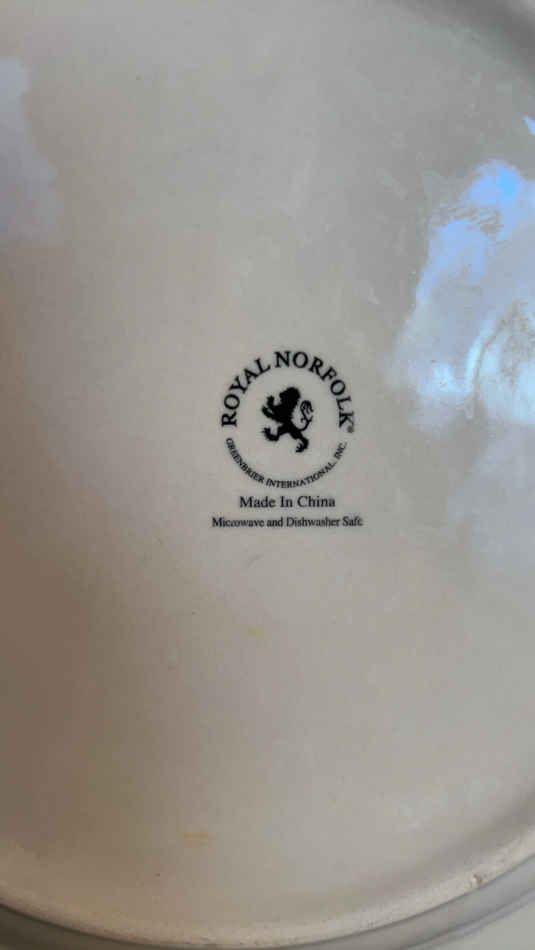 ROYAL NORFOLK®
GREENBRIER INTERNATIONAL, INC.
Made In China
Microwave and Dishwasher Safe